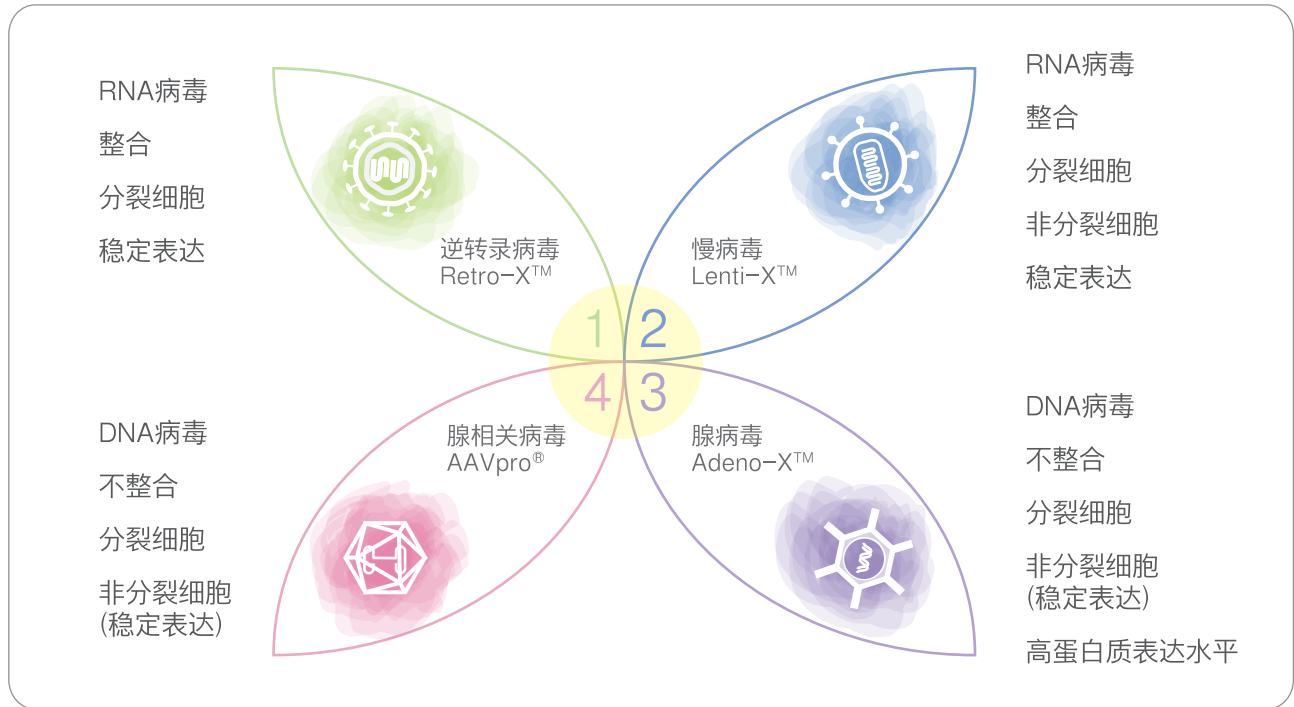 RNA病毒
整合
分裂细胞
稳定表达
逆转录病毒
Retro-X™
1
慢病毒
Lenti-X™
2
RNA病毒
整合
分裂细胞
非分裂细胞
稳定表达
DNA病毒
不整合
分裂细胞
非分裂细胞
(稳定表达)
腺相关病毒
AAVpro®
4
腺病毒
Adeno-X™
3
DNA病毒
不整合
分裂细胞
非分裂细胞
(稳定表达)
高蛋白质表达水平